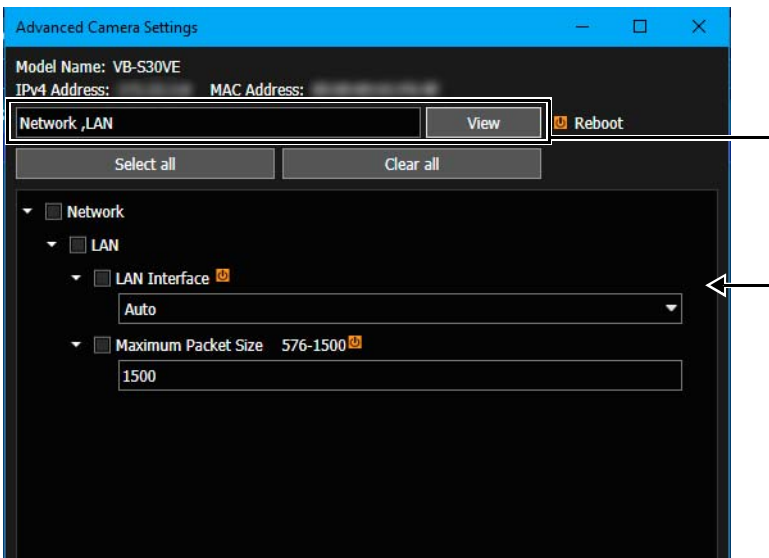 Advanced Camera Settings
Model Name: VB-S30VE
IPv4 Address: MAC Address:
Network ,LAN View Reboot
Select all Clear all
Network
LAN
LAN Interface
Auto
Maximum Packet Size 576-1500
1500